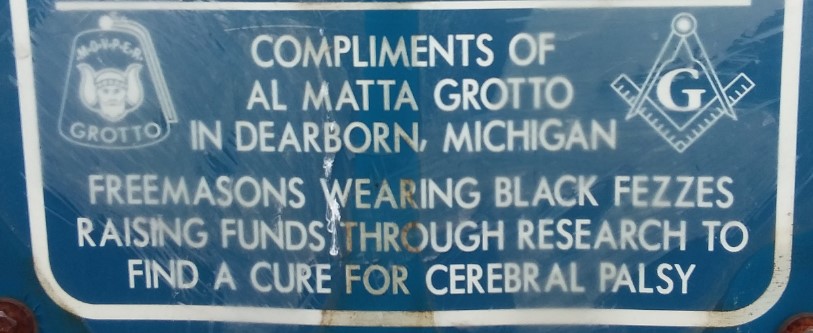 M·O·V·P·E·R
GROTTO
COMPLIMENTS OF
AL MATTA GROTTO
IN DEARBORN, MICHIGAN
G
FREEMASONS WEARING BLACK FEZZES
RAISING FUNDS THROUGH RESEARCH TO
FIND A CURE FOR CEREBRAL PALSY